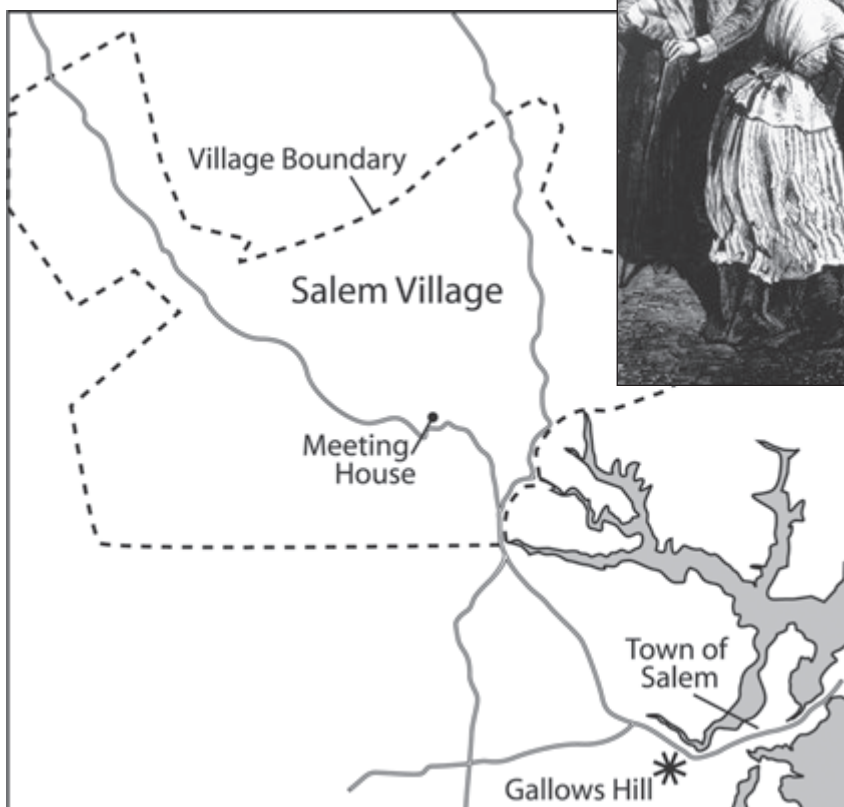 Village Boundary
Salem Village
Meeting
House
Town of
Salem
Gallows Hill